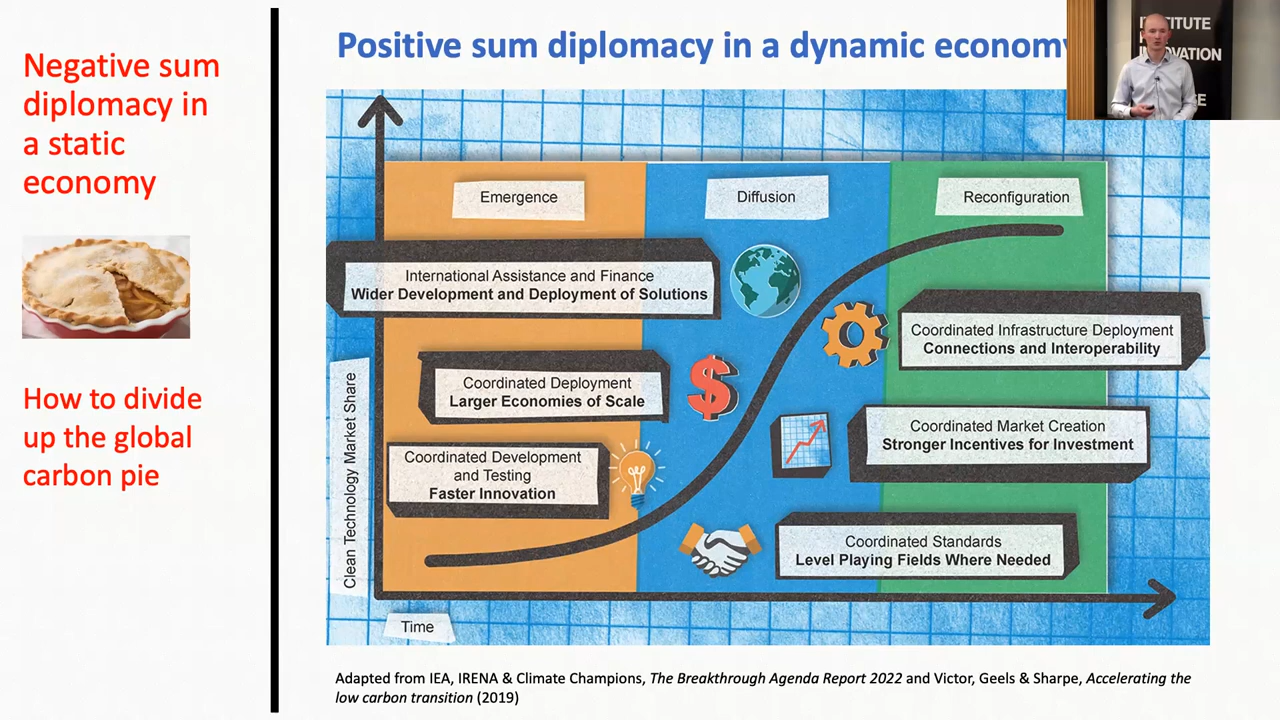 Negative sum
diplomacy in
a static
economy
How to divide
up the global
carbon pie
Positive sum diplomacy in a dynamic economy
INSTITUTE
INNOVATION
Emergence
Diffusion
Reconfiguration
International Assistance and Finance
Wider Development and Deployment of Solutions
Coordinated Infrastructure Deployment
Connections and Interoperability
Coordinated Deployment
Larger Economies of Scale
Coordinated Market Creation
Stronger Incentives for Investment
Coordinated Development
and Testing
Faster Innovation
Coordinated Standards
Level Playing Fields Where Needed
Clean Technology Market Share
Time
Adapted from IEA, IRENA & Climate Champions, The Breakthrough Agenda Report 2022 and Victor, Geels & Sharpe, Accelerating the
low carbon transition (2019)